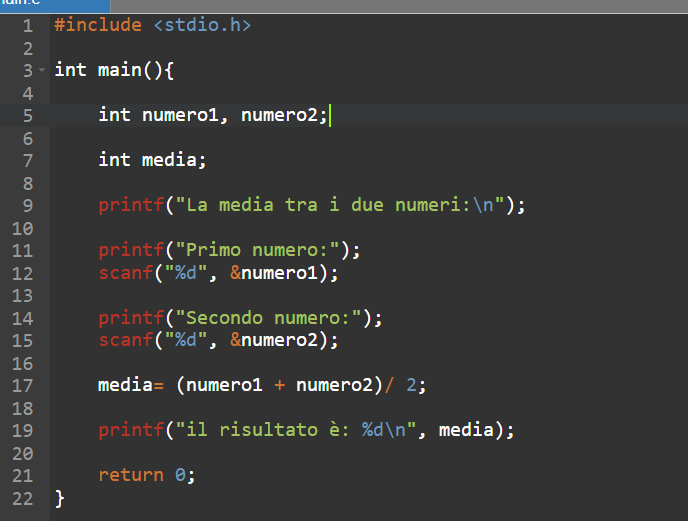 main.c
1 #include <stdio.h>
2
3 int main(){
4
5 int numero1, numero2;
6
7 int media;
8
9 printf("La media tra i due numeri:\n");
10
11 printf("Primo numero:");
12 scanf("%d", &numero1);
13
14 printf("Secondo numero:");
15 scanf("%d", &numero2);
16
17 media= (numero1 + numero2)/ 2;
18
19 printf("il risultato è: %d\n", media);
20
21 return 0;
22 }